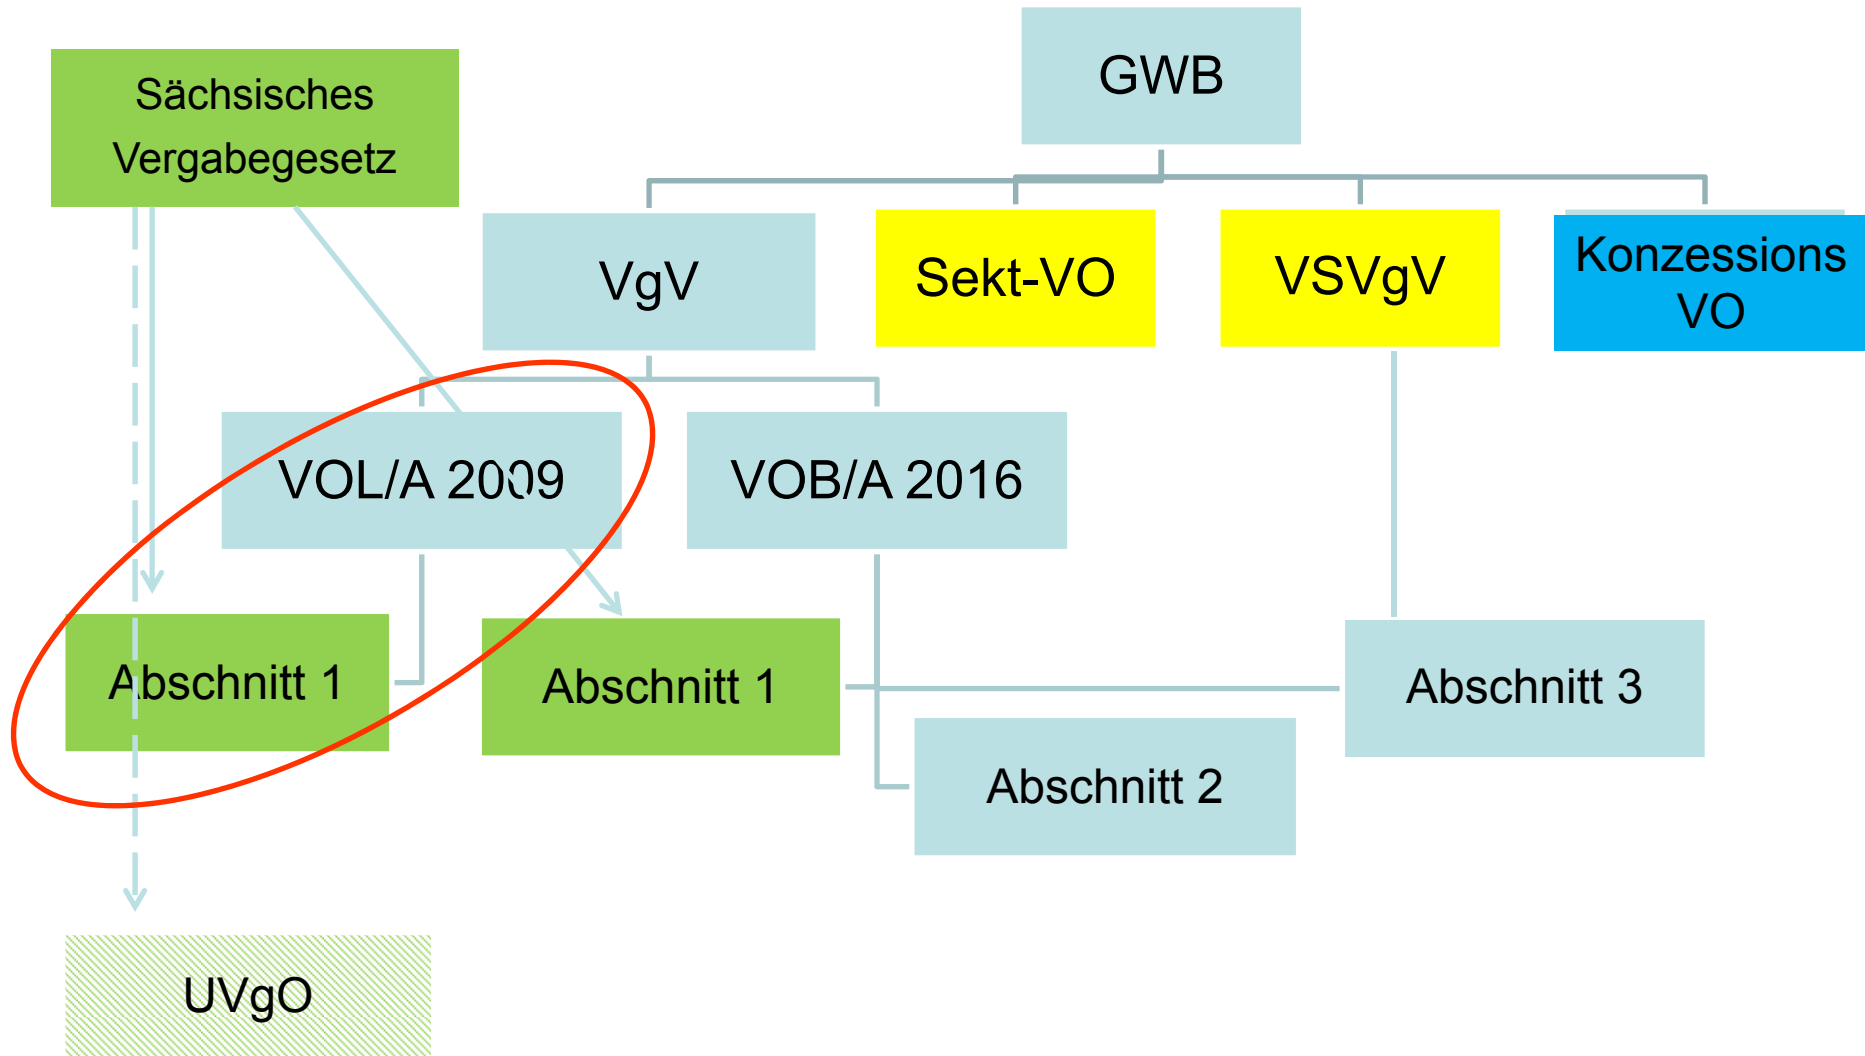 Sächsisches
Vergabegesetz
GWB
VgV
Sekt-VO
VSVgV
Konzessions
VO
VOL/A 2009
VOB/A 2016
Abschnitt 1
Abschnitt 1
Abschnitt 3
Abschnitt 2
UVgO